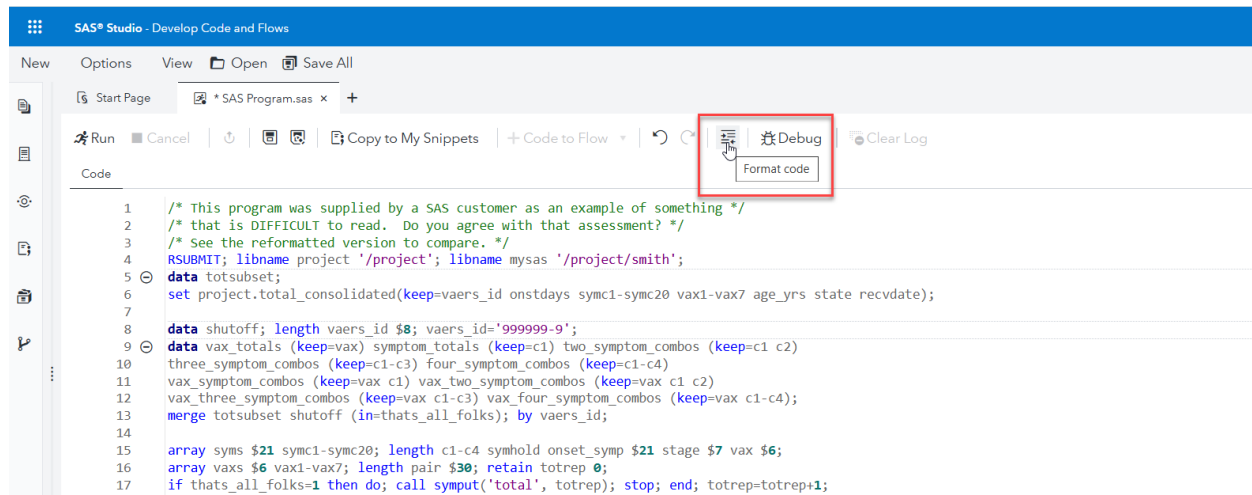 SAS® Studio - Develop Code and Flows
New Options View Open Save All
Start Page * SAS Program.sas × +
Run Cancel Copy to My Snippets + Code to Flow Debug Clear Log
Format code
Code
1 /* This program was supplied by a SAS customer as an example of something */
2 /* that is DIFFICULT to read.  Do you agree with that assessment? */
3 /* See the reformatted version to compare. */
4 RSUBMIT; libname project '/project'; libname mysas '/project/smith';
5 data totsubset;
6 set project.total_consolidated(keep=vaers_id onstdays symc1-symc20 vax1-vax7 age_yrs state recvdate);
7
8 data shutoff; length vaers_id $8; vaers_id='999999-9';
9 data vax_totals (keep=vax) symptom_totals (keep=c1) two_symptom_combos (keep=c1 c2)
10 three_symptom_combos (keep=c1-c3) four_symptom_combos (keep=c1-c4)
11 vax_symptom_combos (keep=vax c1) vax_two_symptom_combos (keep=vax c1 c2)
12 vax_three_symptom_combos (keep=vax c1-c3) vax_four_symptom_combos (keep=vax c1-c4);
13 merge totsubset shutoff (in=thats_all_folks); by vaers_id;
14
15 array syms $21 symc1-symc20; length c1-c4 symhold onset_symp $21 stage $7 vax $6;
16 array vaxs $6 vax1-vax7; length pair $30; retain totrep 0;
17 if thats_all_folks=1 then do; call symput('total', totrep); stop; end; totrep=totrep+1;